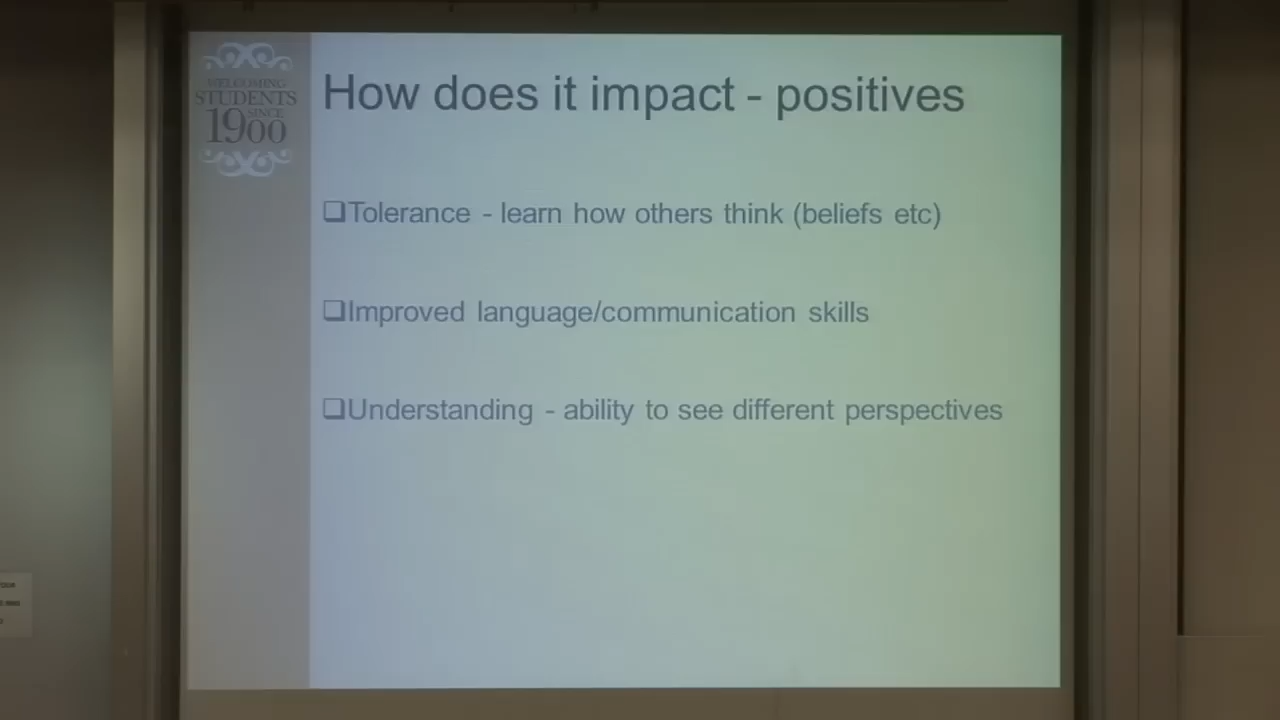 WELCOMING
STUDENTS
SINCE
1900
How does it impact - positives
❑Tolerance - learn how others think (beliefs etc)
❑Improved language/communication skills
❑Understanding - ability to see different perspectives